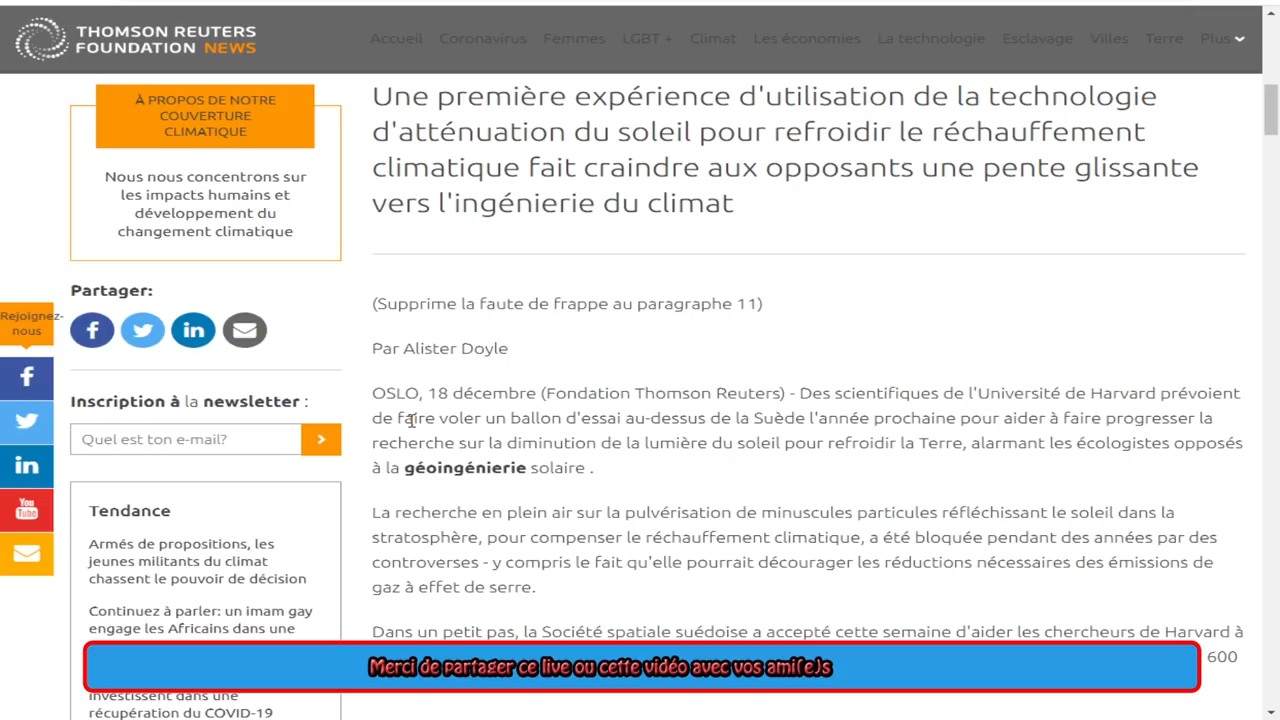 THOMSON REUTERS
FOUNDATION NEWS
Accueil Coronavirus Femmes LGBT + Climat Les économies La technologie Esclavage Villes Terre Plus
À PROPOS DE NOTRE
COUVERTURE
CLIMATIQUE
Nous nous concentrons sur
les impacts humains et
développement du
changement climatique
Partager:
Rejoignez-
nous
Inscription à la newsletter :
Quel est ton e-mail?
You
Tube
Tendance
Armés de propositions, les
jeunes militants du climat
chassent le pouvoir de décision
Continuez à parler: un imam gay
engage les Africains dans une
investissent dans une
récupération du COVID-19
Une première expérience d'utilisation de la technologie
d'atténuation du soleil pour refroidir le réchauffement
climatique fait craindre aux opposants une pente glissante
vers l'ingénierie du climat
(Supprime la faute de frappe au paragraphe 11)
Par Alister Doyle
OSLO, 18 décembre (Fondation Thomson Reuters) - Des scientifiques de l'Université de Harvard prévoient
de faire voler un ballon d'essai au-dessus de la Suède l'année prochaine pour aider à faire progresser la
recherche sur la diminution de la lumière du soleil pour refroidir la Terre, alarmant les écologistes opposés
à la géoingénierie solaire .
La recherche en plein air sur la pulvérisation de minuscules particules réfléchissant le soleil dans la
stratosphère, pour compenser le réchauffement climatique, a été bloquée pendant des années par des
controverses - y compris le fait qu'elle pourrait décourager les réductions nécessaires des émissions de
gaz à effet de serre.
Dans un petit pas, la Société spatiale suédoise a accepté cette semaine d'aider les chercheurs de Harvard à
600
Merci de partager ce live ou cette vidéo avec vos ami(e)s